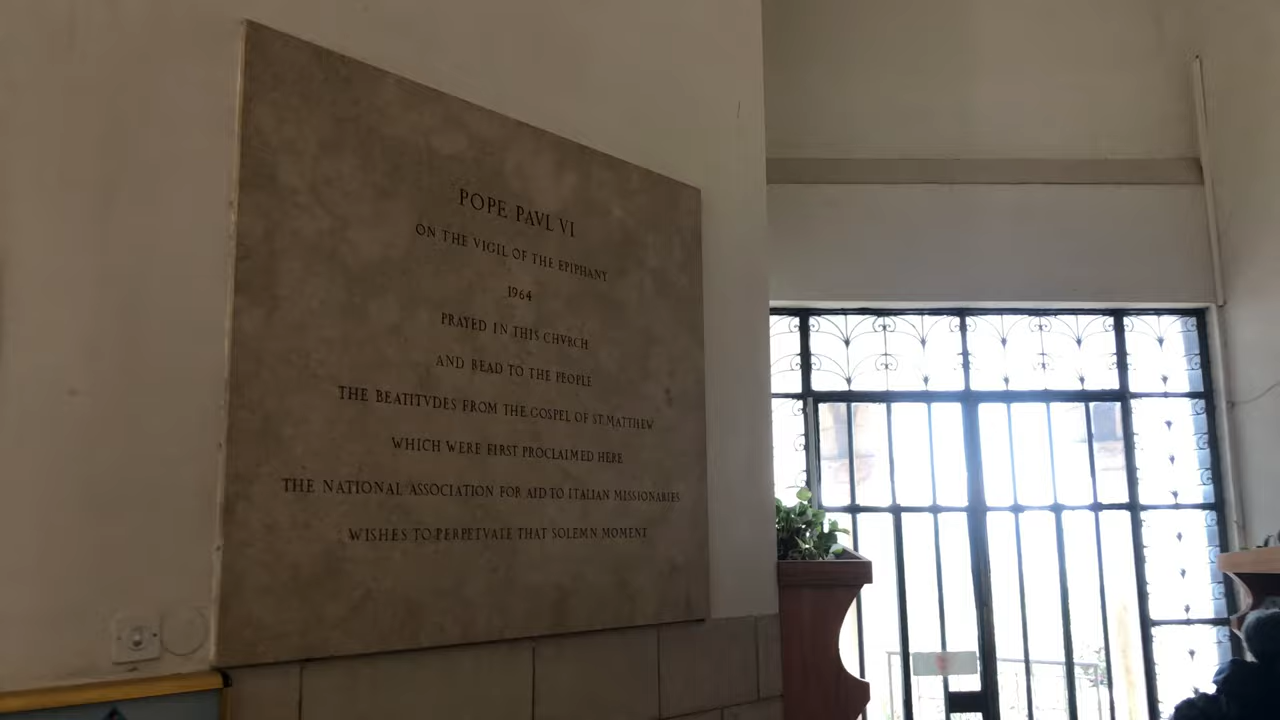 POPE PAVL VI
ON THE VIGIL OF THE EPIPHANY
1964
PRAYED IN THIS CHVRCH
AND READ TO THE PEOPLE
THE BEATITVDES FROM THE GOSPEL OF ST. MATTHEW
WHICH WERE FIRST PROCLAIMED HERE
THE NATIONAL ASSOCIATION FOR AID TO ITALIAN MISSIONARIES
WISHES TO PERPETVATE THAT SOLEMN MOMENT